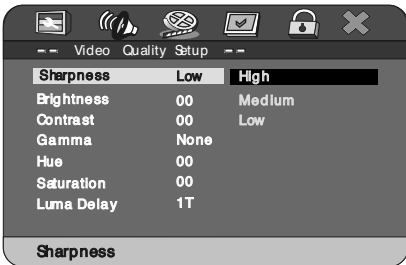 -- Video Quality Setup --
Sharpness Low High
Brightness 00 Medium
Contrast 00 Low
Gamma None
Hue 00
Saturation 00
Luma Delay 1T
Sharpness